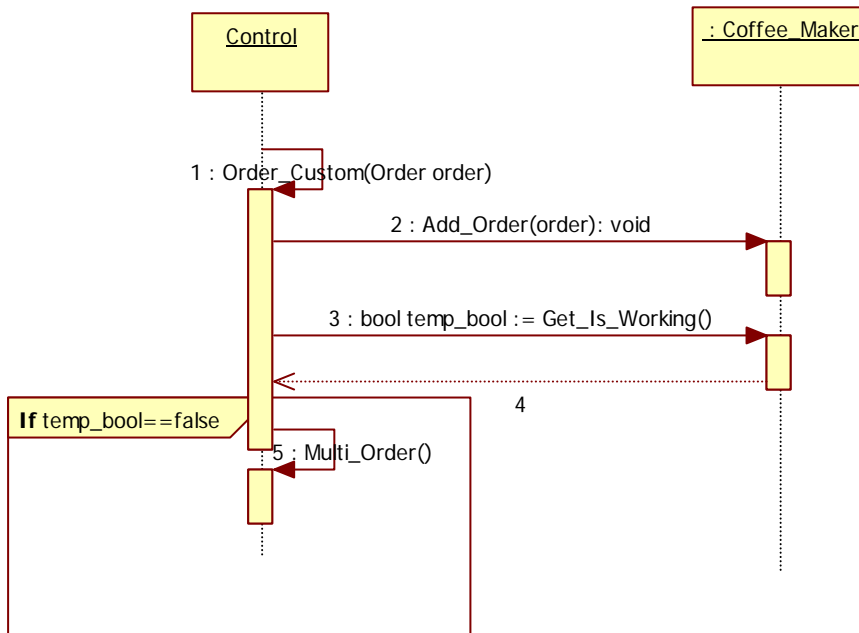 Control
: Coffee_Maker
1 : Order_Custom(Order order)
2 : Add_Order(order): void
3 : bool temp_bool := Get_Is_Working()
4
If temp_bool==false
5 : Multi_Order()